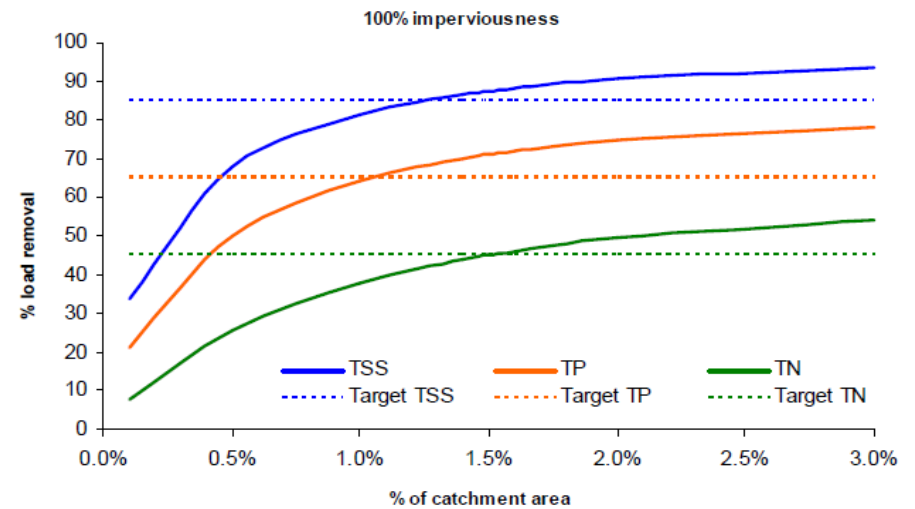 100% imperviousness
100
90
80
70
60
50
40
30
20
10
0
% load removal
TSS TP TN
Target TSS Target TP Target TN
0.0% 0.5% 1.0% 1.5% 2.0% 2.5% 3.0%
% of catchment area